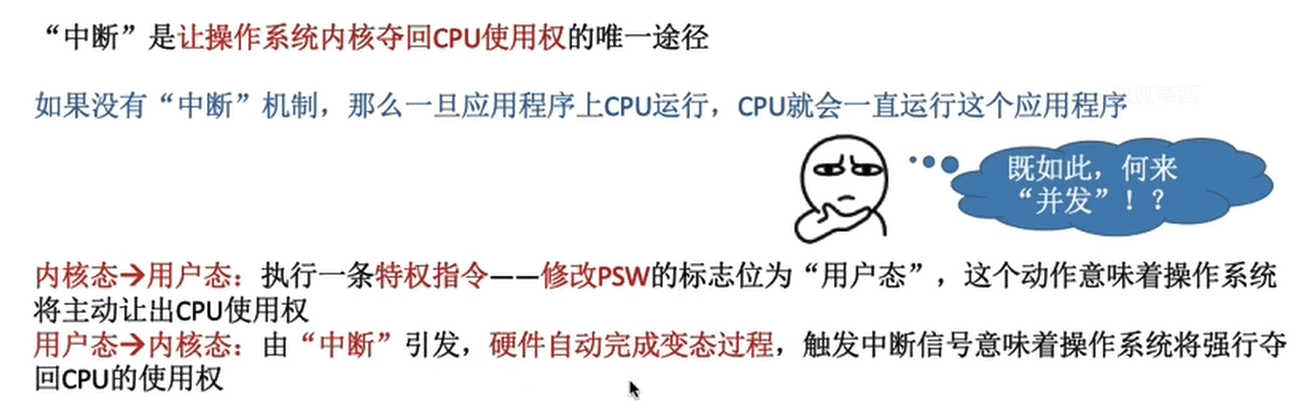 “中断”是让操作系统内核夺回CPU使用权的唯一途径
如果没有“中断”机制，那么一旦应用程序上CPU运行，CPU就会一直运行这个应用程序
既如此，何来
“并发”！？
内核态→用户态：执行一条特权指令——修改PSW的标志位为“用户态”，这个动作意味着操作系统
将主动让出CPU使用权
用户态→内核态：由“中断”引发，硬件自动完成变态过程，触发中断信号意味着操作系统将强行夺
回CPU的使用权